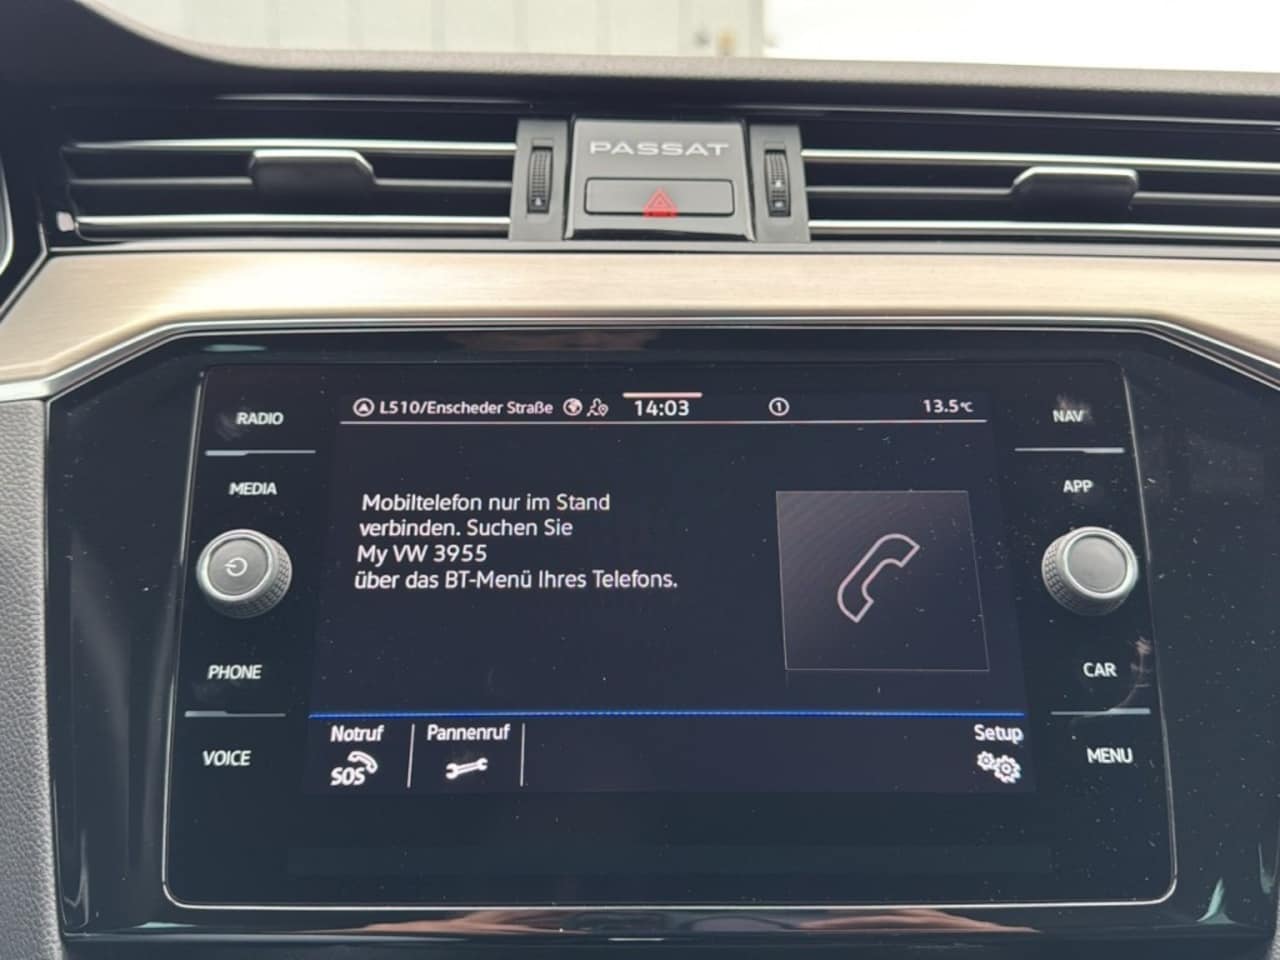 PASSAT
RADIO
MEDIA
PHONE
VOICE
L510/Enscheder Straße 14:03 1 13.5°C
Mobiltelefon nur im Stand
verbinden. Suchen Sie
My VW 3955
über das BT-Menü Ihres Telefons.
Notruf Pannenruf Setup
SOS
NAV
APP
CAR
MENU